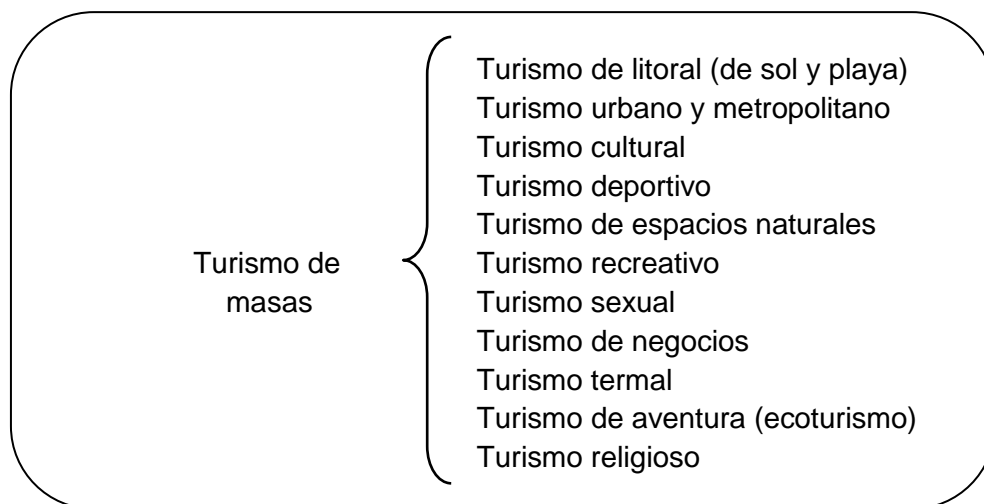 Turismo de
masas
Turismo de litoral (de sol y playa)
Turismo urbano y metropolitano
Turismo cultural
Turismo deportivo
Turismo de espacios naturales
Turismo recreativo
Turismo sexual
Turismo de negocios
Turismo termal
Turismo de aventura (ecoturismo)
Turismo religioso